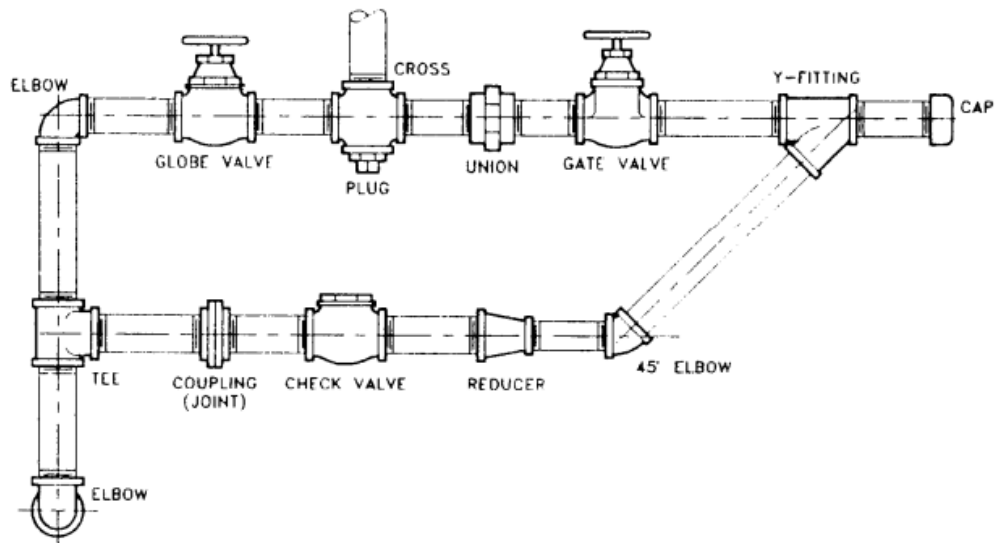 ELBOW
CROSS
Y-FITTING
CAP
GLOBE VALVE
PLUG
UNION
GATE VALVE
TEE
COUPLING
(JOINT)
CHECK VALVE
REDUCER
45' ELBOW
ELBOW